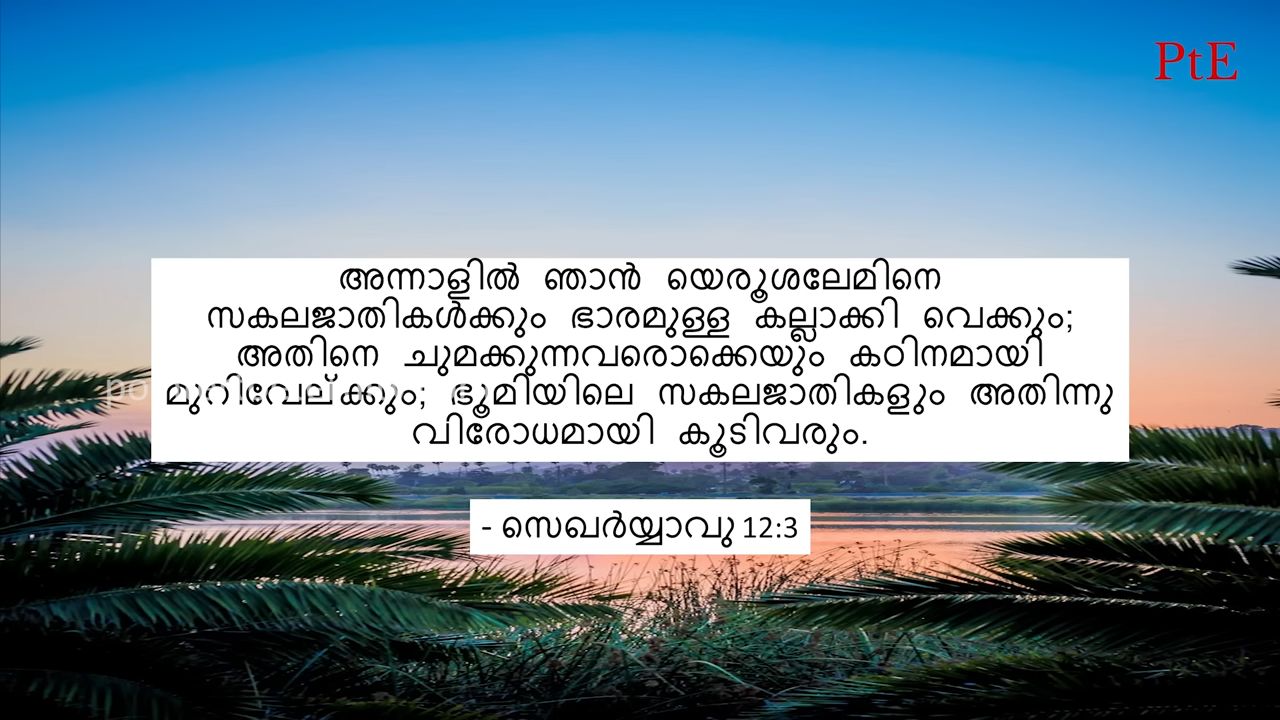 PtE
അന്നാളിൽ ഞാൻ യെരൂശലേമിനെ
സകലജാതികൾക്കും ഭാരമുള്ള കല്ലാക്കി വെക്കും;
അതിനെ ചുമക്കുന്നവരൊക്കെയും കഠിനമായി
മുറിവേല്ക്കും; ഭൂമിയിലെ സകലജാതികളും അതിന്നു
വിരോധമായി കൂടിവരും.
- സെഖർയ്യാവു 12:3